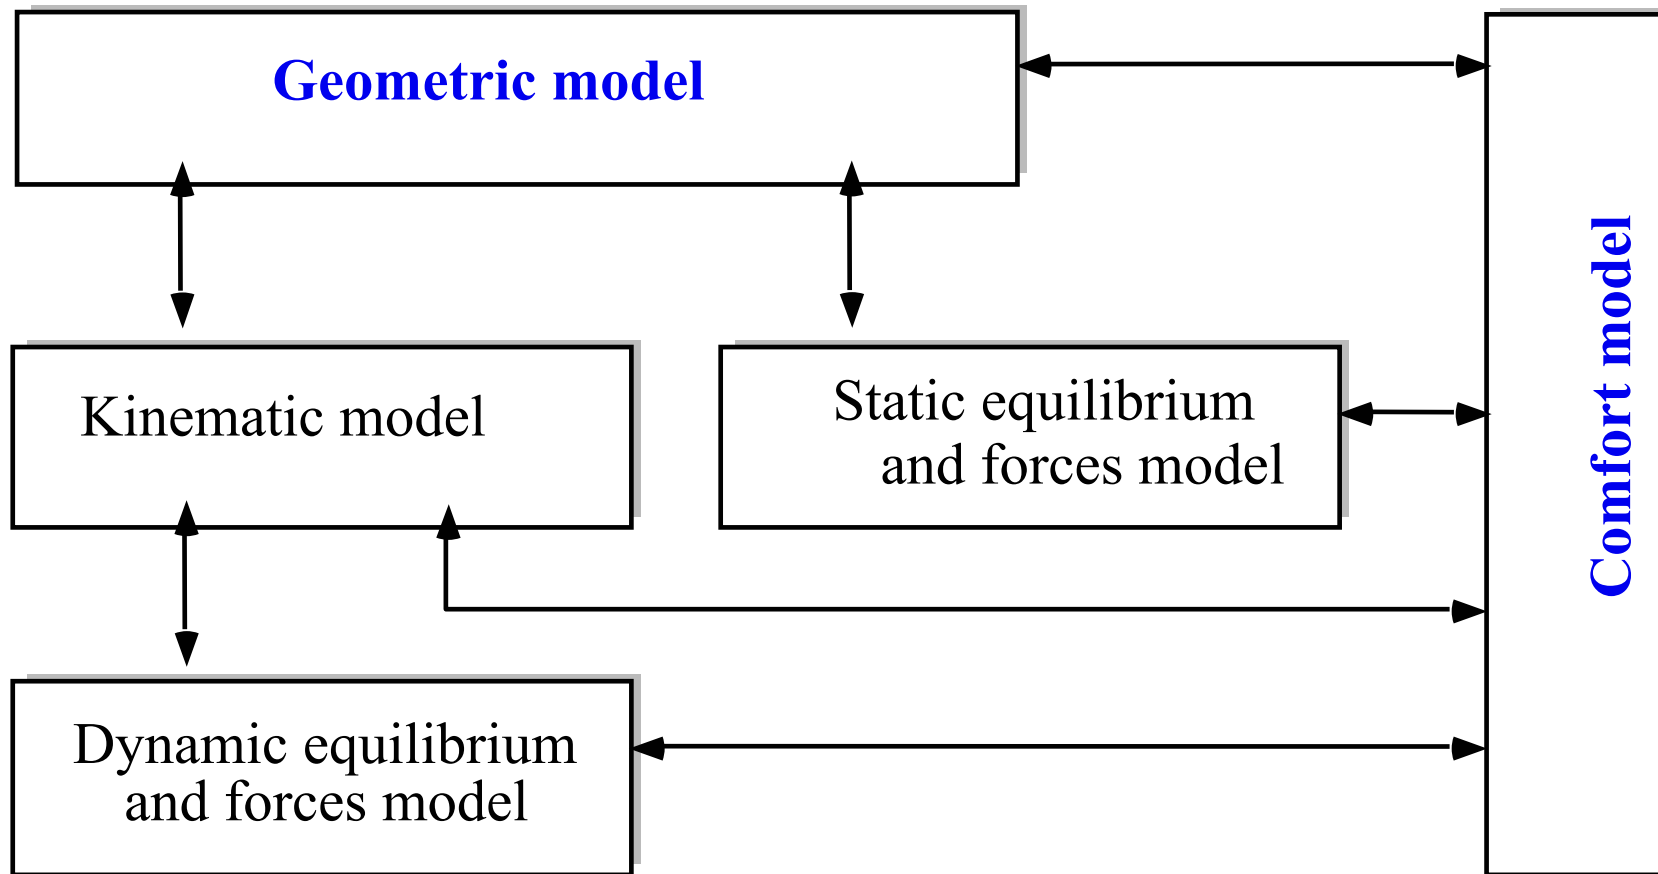 Geometric model
Kinematic model
Static equilibrium
and forces model
Dynamic equilibrium
and forces model
Comfort model